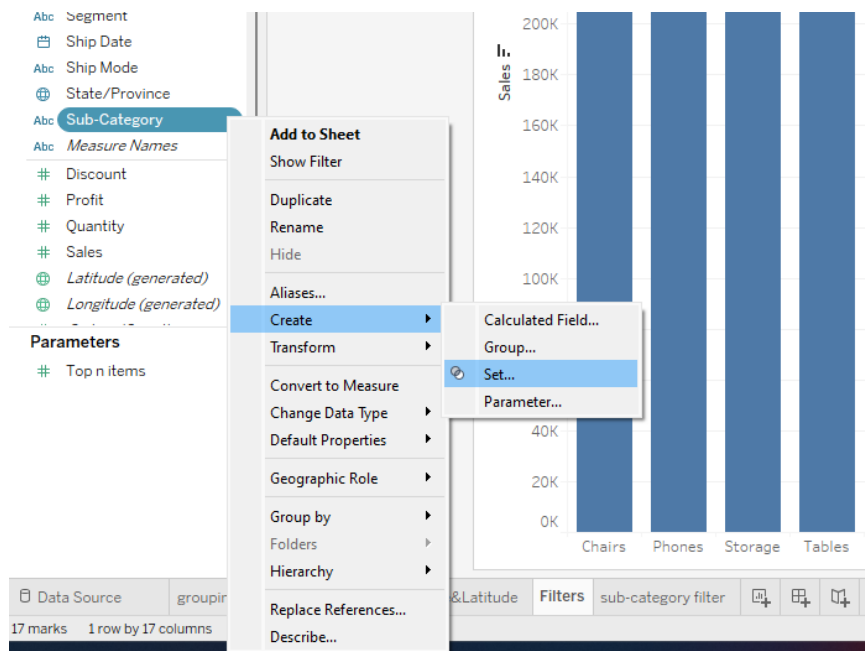 Abc Segment
Ship Date
Abc Ship Mode
State/Province
Abc Sub-Category
Abc Measure Names
# Discount
# Profit
# Quantity
# Sales
Latitude (generated)
Longitude (generated)
Parameters
# Top n items
Add to Sheet
Show Filter
Duplicate
Rename
Hide
Aliases...
Create
Transform
Convert to Measure
Change Data Type
Default Properties
Geographic Role
Group by
Folders
Hierarchy
Replace References...
Describe...
Calculated Field...
Group...
Set...
Parameter...
Sales
200K
180K
160K
140K
120K
100K
40K
20K
0K
Chairs Phones Storage Tables
Data Source &Latitude Filters sub-category filter
17 marks 1 row by 17 columns